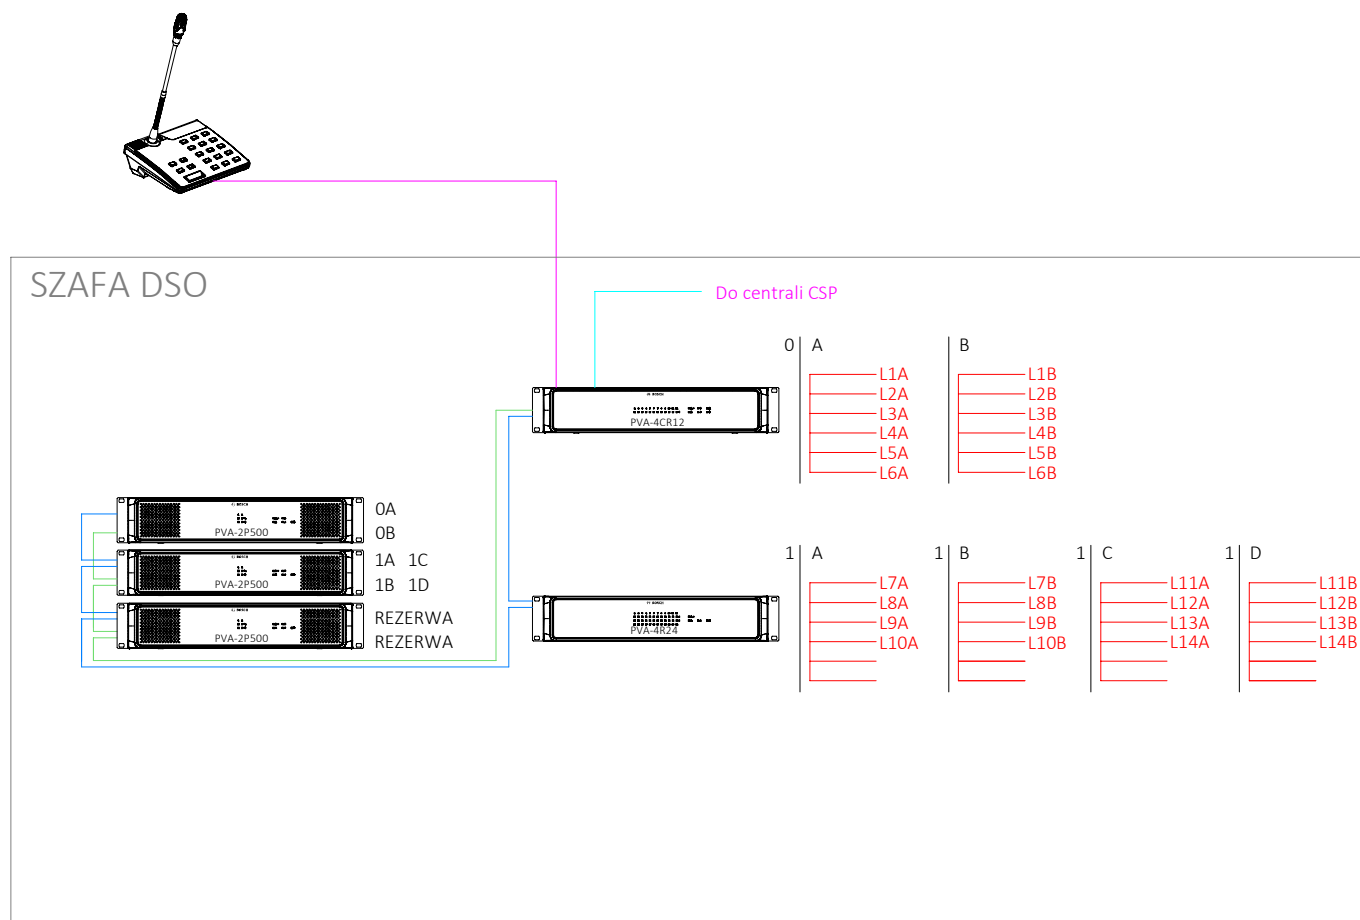 SZAFA DSO
Do centrali CSP
0 A B
L1A L1B
L2A L2B
L3A L3B
PVA-4CR12
L4A L4B
L5A L5B
L6A L6B
0A
PVA-2P500
0B
1A 1C
PVA-2P500
1B 1D
REZERWA
PVA-2P500
REZERWA
1 A 1 B 1 C 1 D
L7A L7B L11A L11B
L8A L8B L12A L12B
L9A L9B L13A L13B
PVA-4R24
L10A L10B L14A L14B